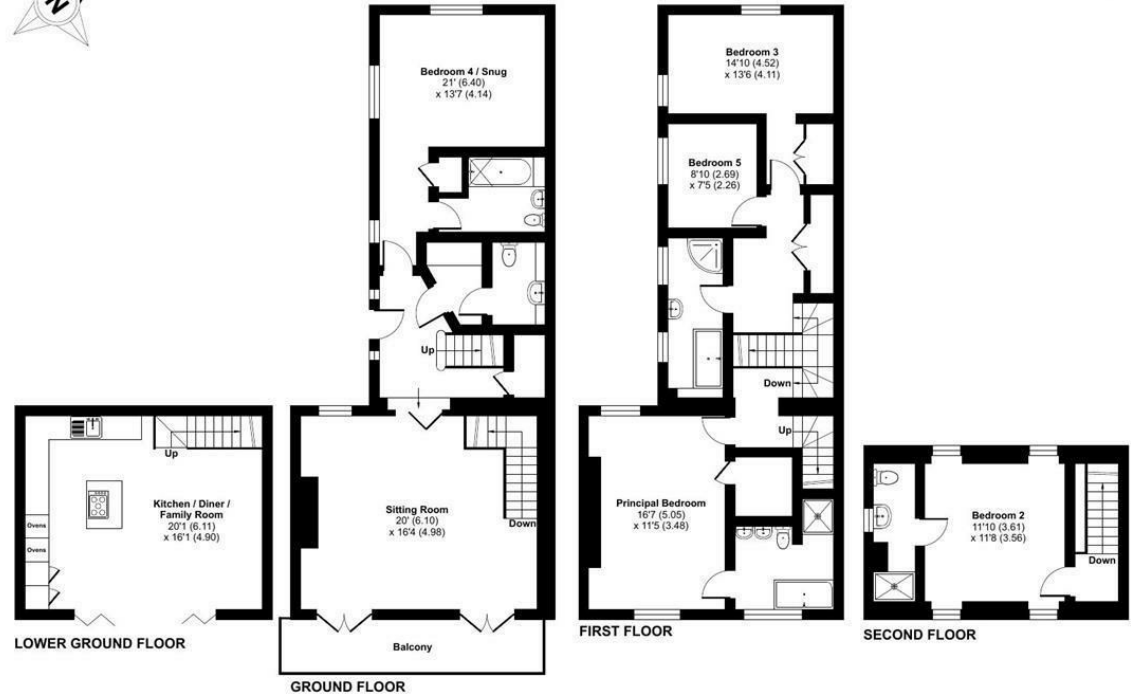 N
Bedroom 4 / Snug
21' (6.40)
x 13'7 (4.14)
Up
Bedroom 3
14'10 (4.52)
x 13'6 (4.11)
Bedroom 5
8'10 (2.69)
x 7'5 (2.26)
Down
Up
Up
Kitchen / Diner /
Family Room
20'1 (6.11)
x 16'1 (4.90)
Ovens
Ovens
LOWER GROUND FLOOR
Sitting Room
20' (6.10)
x 16'4 (4.98)
Down
Balcony
GROUND FLOOR
Principal Bedroom
16'7 (5.05)
x 11'5 (3.48)
FIRST FLOOR
Bedroom 2
11'10 (3.61)
x 11'8 (3.56)
Down
SECOND FLOOR